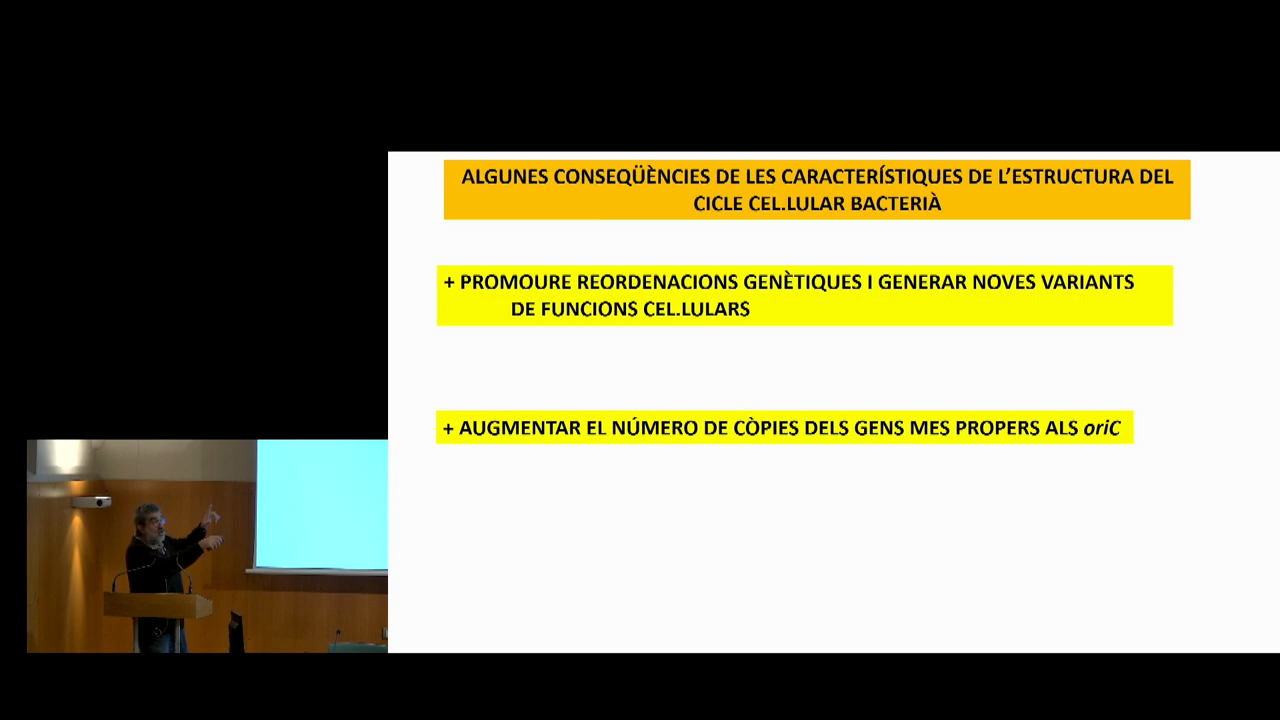 ALGUNES CONSEQÜÈNCIES DE LES CARACTERÍSTIQUES DE L'ESTRUCTURA DEL
CICLE CEL.LULAR BACTERIÀ
+ PROMOURE REORDENACIONS GENÈTIQUES I GENERAR NOVES VARIANTS
DE FUNCIONS CEL.LULARS
+ AUGMENTAR EL NÚMERO DE CÒPIES DELS GENS MES PROPERS ALS oriC